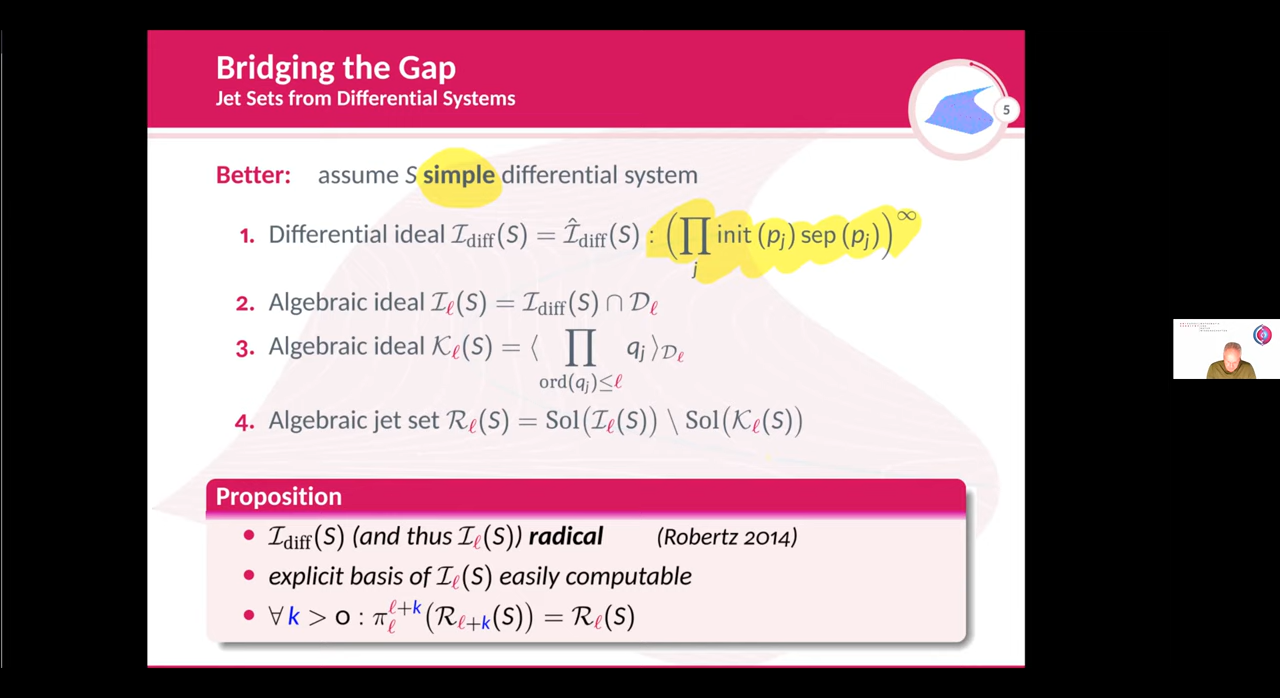 Bridging the Gap
Jet Sets from Differential Systems
5
Better: assume S simple differential system
1. Differential ideal 𝓘_diff(S) = 𝓘̂_diff(S) : (∏_j init (p_j) sep (p_j))^∞
2. Algebraic ideal 𝓘_ℓ(S) = 𝓘_diff(S) ∩ 𝓓_ℓ
3. Algebraic ideal 𝓚_ℓ(S) = ⟨ ∏_{ord(q_j)≤ℓ} q_j ⟩_{𝓓_ℓ}
4. Algebraic jet set 𝓡_ℓ(S) = Sol(𝓘_ℓ(S)) \ Sol(𝓚_ℓ(S))
Proposition
• 𝓘_diff(S) (and thus 𝓘_ℓ(S)) radical (Robertz 2014)
• explicit basis of 𝓘_ℓ(S) easily computable
• ∀ k > 0 : π_ℓ^{ℓ+k}(𝓡_{ℓ+k}(S)) = 𝓡_ℓ(S)